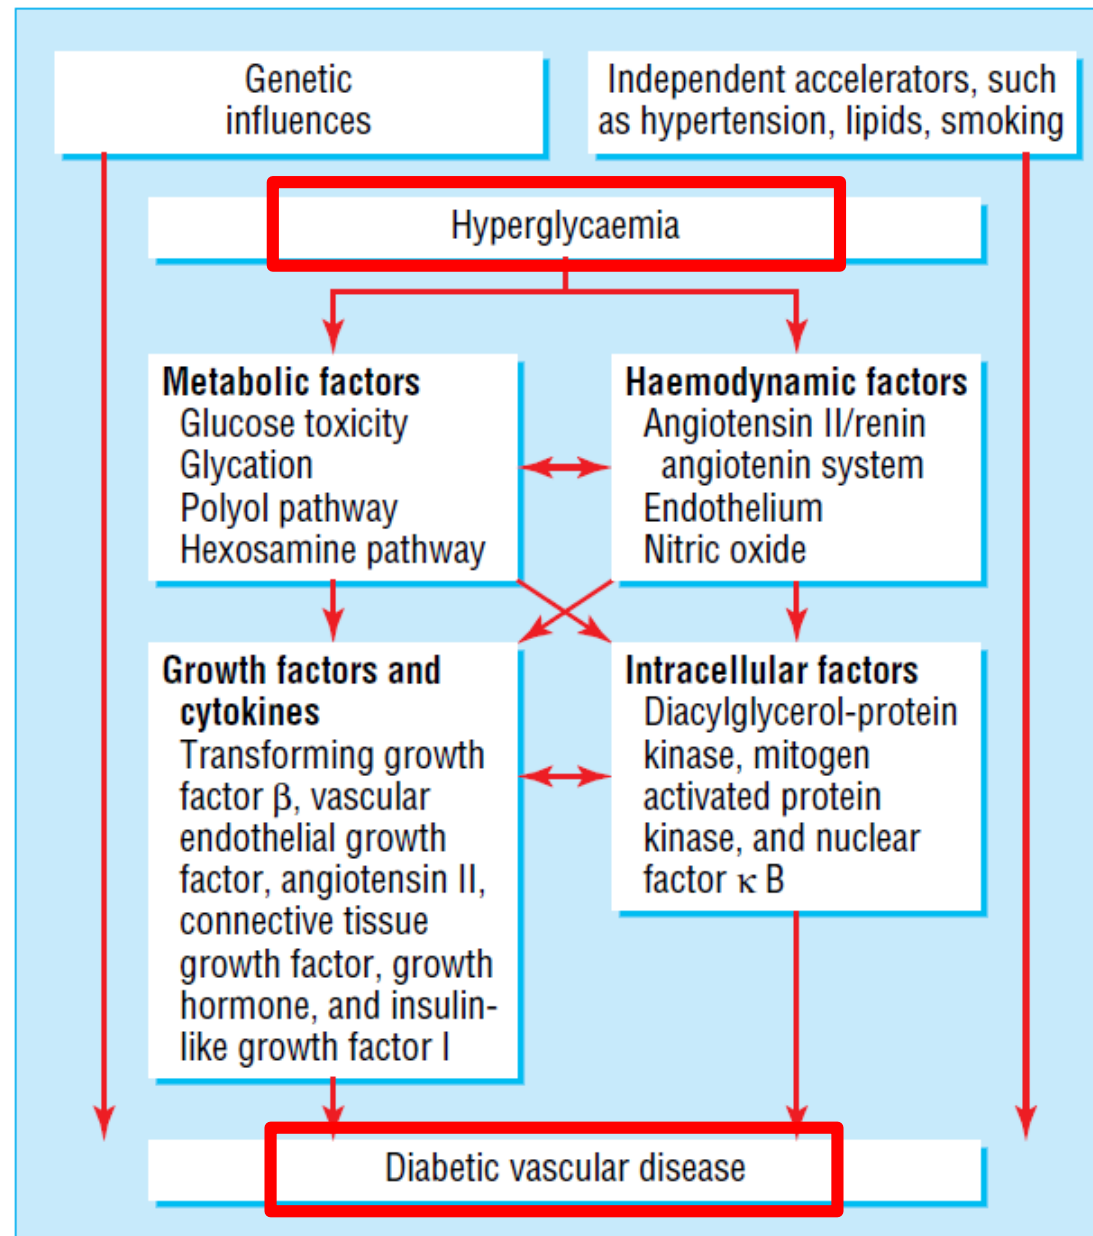 Genetic
influences
Independent accelerators, such
as hypertension, lipids, smoking
Hyperglycaemia
Metabolic factors
Glucose toxicity
Glycation
Polyol pathway
Hexosamine pathway
Haemodynamic factors
Angiotensin II/renin
angiotenin system
Endothelium
Nitric oxide
Growth factors and
cytokines
Transforming growth
factor β, vascular
endothelial growth
factor, angiotensin II,
connective tissue
growth factor, growth
hormone, and insulin-
like growth factor I
Intracellular factors
Diacylglycerol-protein
kinase, mitogen
activated protein
kinase, and nuclear
factor κ B
Diabetic vascular disease